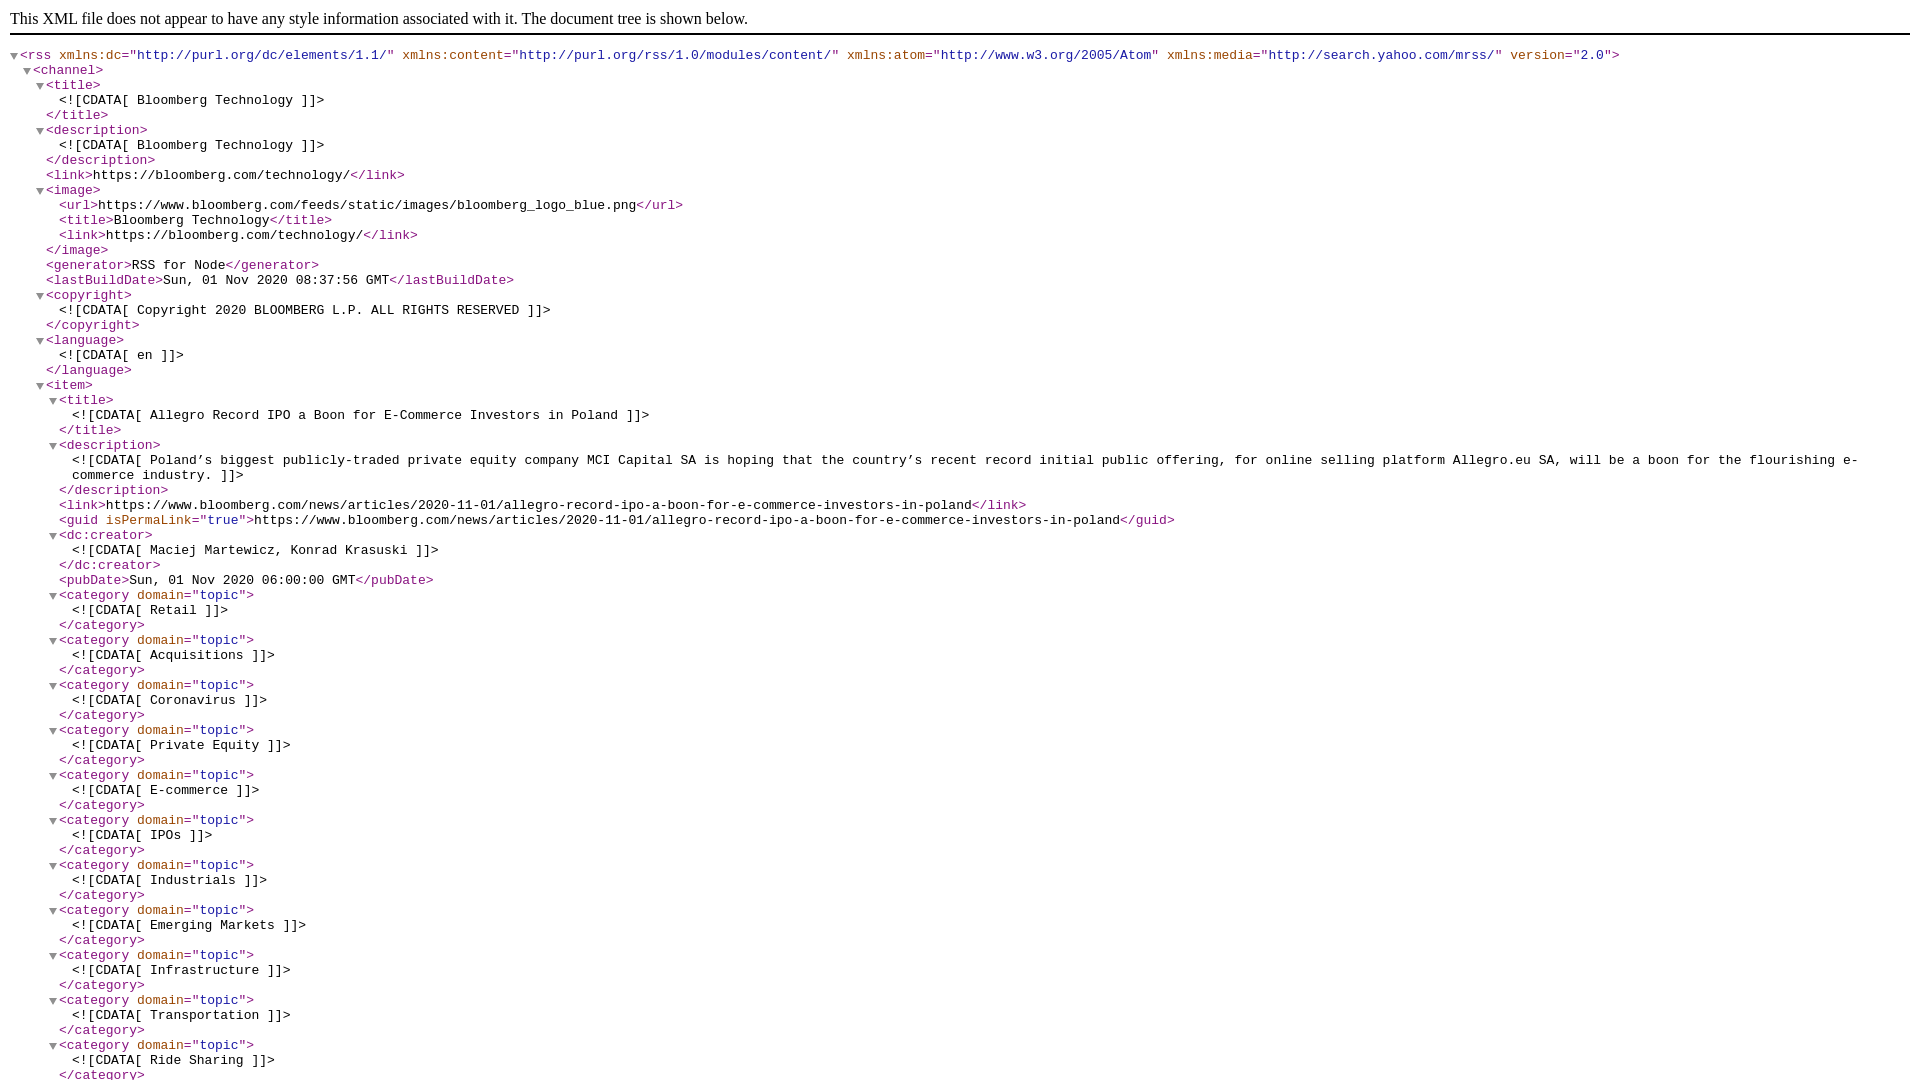 This XML file does not appear to have any style information associated with it. The document tree is shown below.
<rss xmlns:dc="http://purl.org/dc/elements/1.1/" xmlns:content="http://purl.org/rss/1.0/modules/content/" xmlns:atom="http://www.w3.org/2005/Atom" xmlns:media="http://search.yahoo.com/mrss/" version="2.0">
<channel>
<title>
<![CDATA[ Bloomberg Technology ]]>
</title>
<description>
<![CDATA[ Bloomberg Technology ]]>
</description>
<link>https://bloomberg.com/technology/</link>
<image>
<url>https://www.bloomberg.com/feeds/static/images/bloomberg_logo_blue.png</url>
<title>Bloomberg Technology</title>
<link>https://bloomberg.com/technology/</link>
</image>
<generator>RSS for Node</generator>
<lastBuildDate>Sun, 01 Nov 2020 08:37:56 GMT</lastBuildDate>
<copyright>
<![CDATA[ Copyright 2020 BLOOMBERG L.P. ALL RIGHTS RESERVED ]]>
</copyright>
<language>
<![CDATA[ en ]]>
</language>
<item>
<title>
<![CDATA[ Allegro Record IPO a Boon for E-Commerce Investors in Poland ]]>
</title>
<description>
<![CDATA[ Poland’s biggest publicly-traded private equity company MCI Capital SA is hoping that the country’s recent record initial public offering, for online selling platform Allegro.eu SA, will be a boon for the flourishing e-
commerce industry. ]]>
</description>
<link>https://www.bloomberg.com/news/articles/2020-11-01/allegro-record-ipo-a-boon-for-e-commerce-investors-in-poland</link>
<guid isPermaLink="true">https://www.bloomberg.com/news/articles/2020-11-01/allegro-record-ipo-a-boon-for-e-commerce-investors-in-poland</guid>
<dc:creator>
<![CDATA[ Maciej Martewicz, Konrad Krasuski ]]>
</dc:creator>
<pubDate>Sun, 01 Nov 2020 06:00:00 GMT</pubDate>
<category domain="topic">
<![CDATA[ Retail ]]>
</category>
<category domain="topic">
<![CDATA[ Acquisitions ]]>
</category>
<category domain="topic">
<![CDATA[ Coronavirus ]]>
</category>
<category domain="topic">
<![CDATA[ Private Equity ]]>
</category>
<category domain="topic">
<![CDATA[ E-commerce ]]>
</category>
<category domain="topic">
<![CDATA[ IPOs ]]>
</category>
<category domain="topic">
<![CDATA[ Industrials ]]>
</category>
<category domain="topic">
<![CDATA[ Emerging Markets ]]>
</category>
<category domain="topic">
<![CDATA[ Infrastructure ]]>
</category>
<category domain="topic">
<![CDATA[ Transportation ]]>
</category>
<category domain="topic">
<![CDATA[ Ride Sharing ]]>
</category>